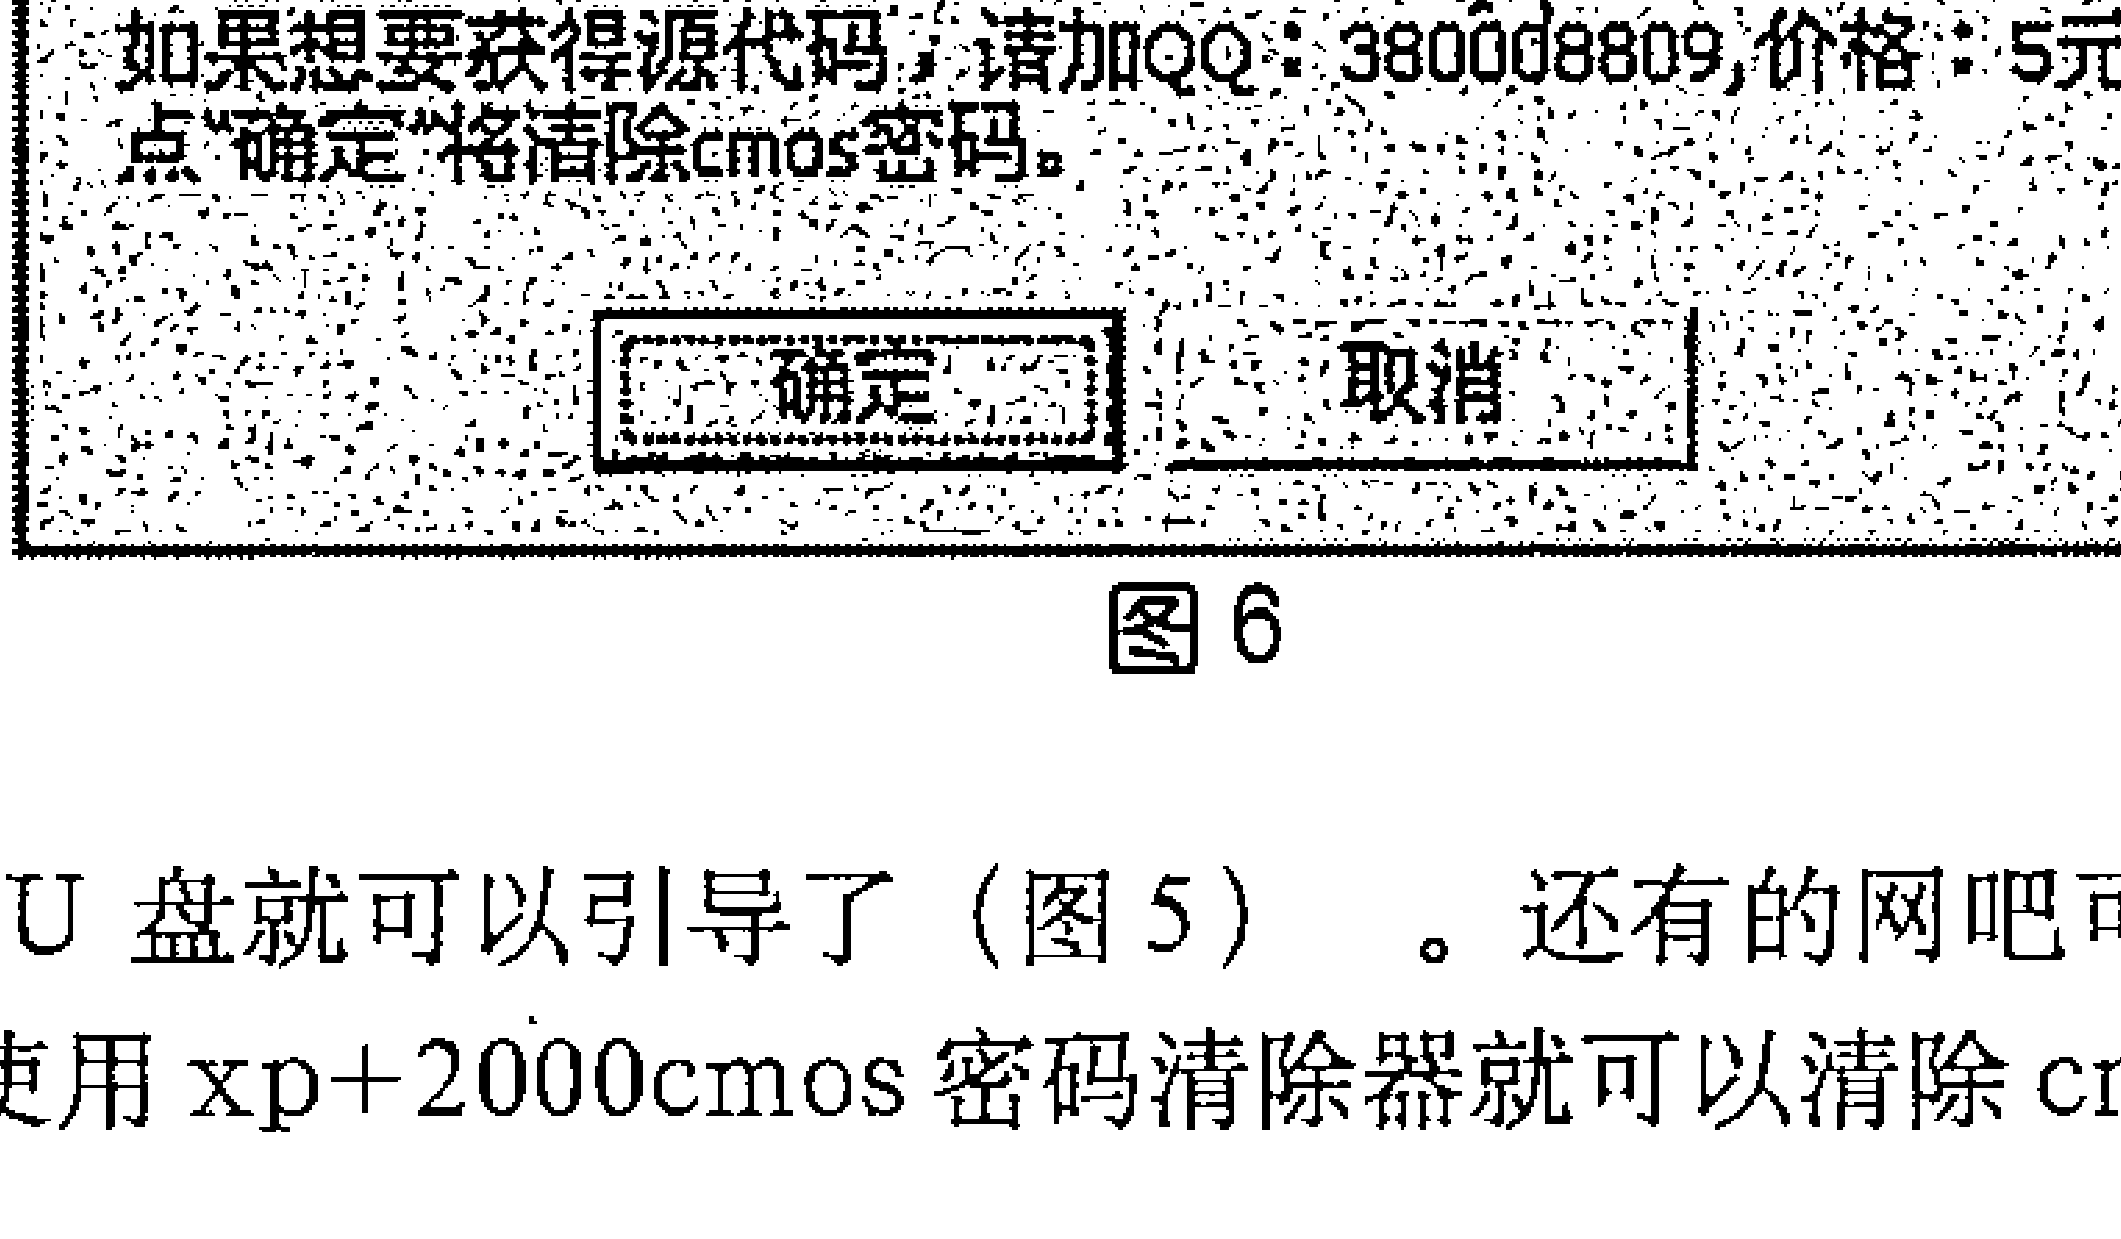 如果想要获得源代码，请加QQ：380008809,价格：5元
点“确定”将清除cmos密码。
确定 取消
图 6
U 盘就可以引导了（图 5） 。还有的网吧可
使用 xp+2000cmos 密码清除器就可以清除 cm